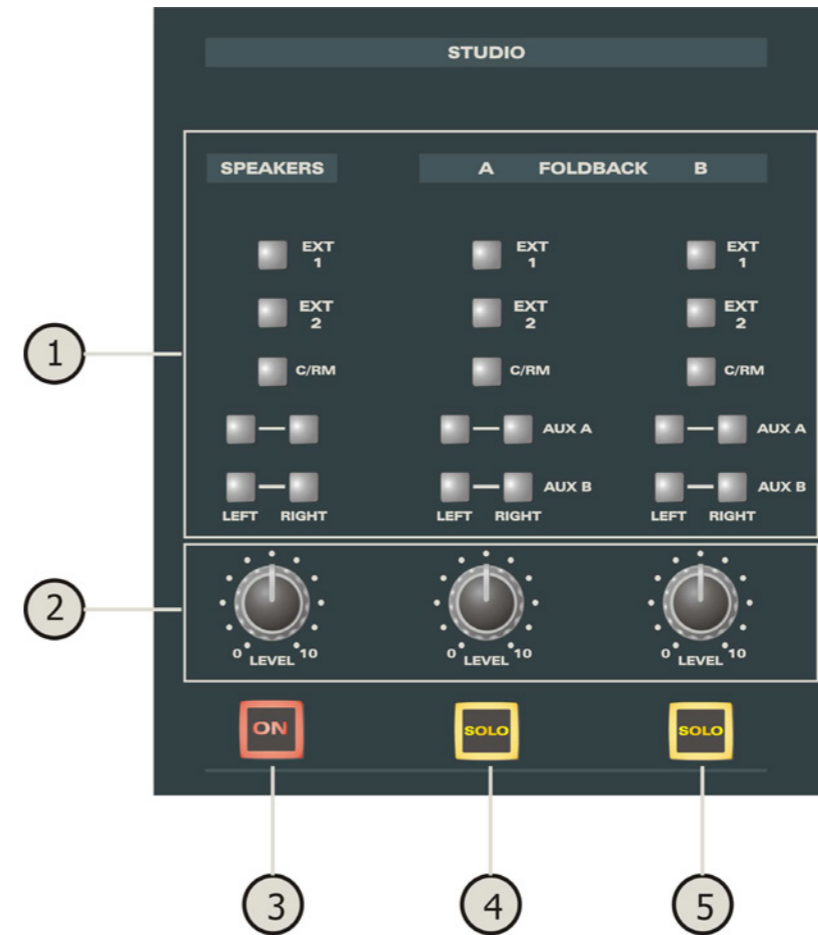 STUDIO
SPEAKERS
A FOLDBACK B
EXT 1
EXT 1
EXT 1
EXT 2
EXT 2
EXT 2
C/RM
C/RM
C/RM
AUX A
AUX A
AUX B
AUX B
LEFT RIGHT
LEFT RIGHT
LEFT RIGHT
0 LEVEL 10
0 LEVEL 10
0 LEVEL 10
ON
SOLO
SOLO
1
2
3
4
5